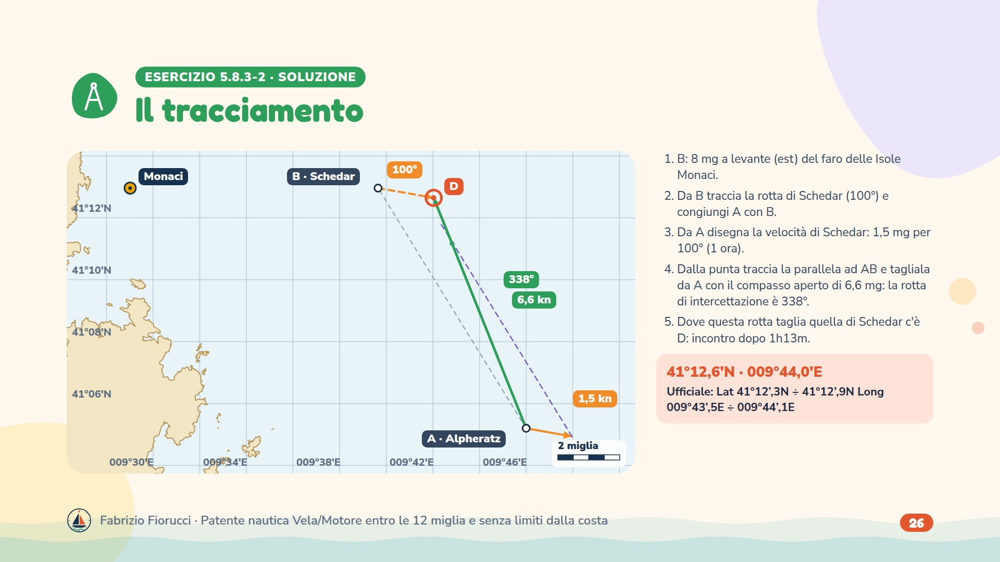 ESERCIZIO 5.8.3-2 · SOLUZIONE
Il tracciamento
Monaci
B · Schedar
100°
D
41°12'N
41°10'N
338°
6,6 kn
41°08'N
41°06'N
1,5 kn
A · Alpheratz
2 miglia
009°30'E
009°34'E
009°38'E
009°42'E
009°46'E
1. B: 8 mg a levante (est) del faro delle Isole
Monaci.
2. Da B traccia la rotta di Schedar (100°) e
congiungi A con B.
3. Da A disegna la velocità di Schedar: 1,5 mg per
100° (1 ora).
4. Dalla punta traccia la parallela ad AB e tagliala
da A con il compasso aperto di 6,6 mg: la rotta
di intercettazione è 338°.
5. Dove questa rotta taglia quella di Schedar c'è
D: incontro dopo 1h13m.
41°12,6'N · 009°44,0'E
Ufficiale: Lat 41°12’,3N ÷ 41°12’,9N Long
009°43’,5E ÷ 009°44’,1E
Fabrizio Fiorucci · Patente nautica Vela/Motore entro le 12 miglia e senza limiti dalla costa
26